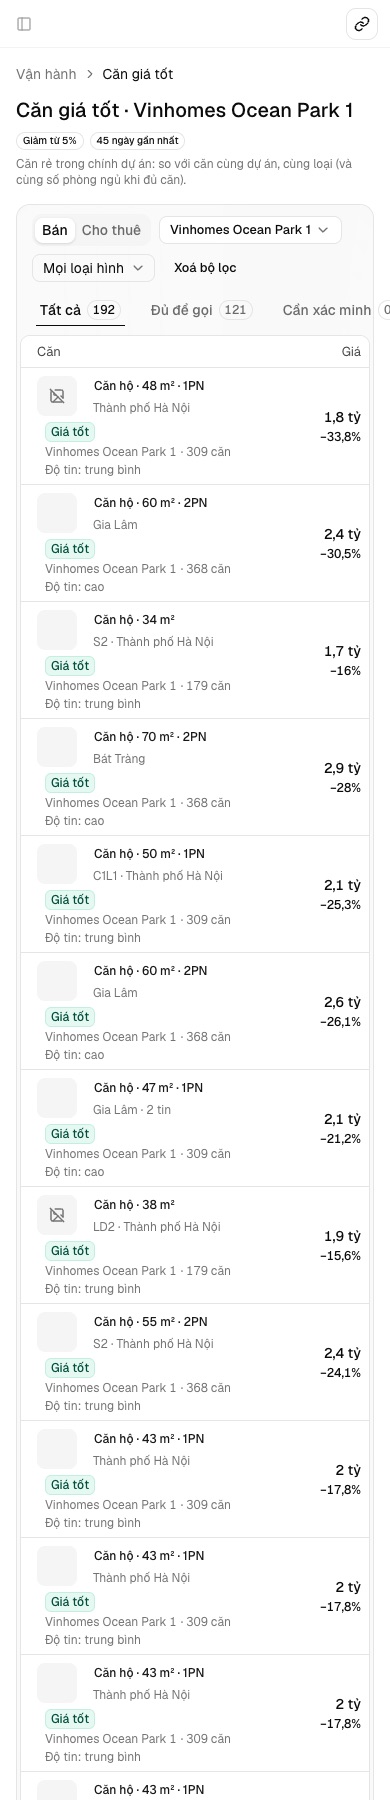 Vận hành > Căn giá tốt
Căn giá tốt · Vinhomes Ocean Park 1
Giảm từ 5% 45 ngày gần nhất
Căn rẻ trong chính dự án: so với căn cùng dự án, cùng loại (và
cùng số phòng ngủ khi đủ căn).
Bán Cho thuê Vinhomes Ocean Park 1
Mọi loại hình Xoá bộ lọc
Tất cả 192 Đủ để gọi 121 Cần xác minh
Căn Giá
Căn hộ · 48 m² · 1PN
Thành phố Hà Nội
1,8 tỷ
−33,8%
Giá tốt
Vinhomes Ocean Park 1 · 309 căn
Độ tin: trung bình
Căn hộ · 60 m² · 2PN
Gia Lâm
2,4 tỷ
−30,5%
Giá tốt
Vinhomes Ocean Park 1 · 368 căn
Độ tin: cao
Căn hộ · 34 m²
S2 · Thành phố Hà Nội
1,7 tỷ
−16%
Giá tốt
Vinhomes Ocean Park 1 · 179 căn
Độ tin: trung bình
Căn hộ · 70 m² · 2PN
Bát Tràng
2,9 tỷ
−28%
Giá tốt
Vinhomes Ocean Park 1 · 368 căn
Độ tin: cao
Căn hộ · 50 m² · 1PN
C1L1 · Thành phố Hà Nội
2,1 tỷ
−25,3%
Giá tốt
Vinhomes Ocean Park 1 · 309 căn
Độ tin: trung bình
Căn hộ · 60 m² · 2PN
Gia Lâm
2,6 tỷ
−26,1%
Giá tốt
Vinhomes Ocean Park 1 · 368 căn
Độ tin: cao
Căn hộ · 47 m² · 1PN
Gia Lâm · 2 tin
2,1 tỷ
−21,2%
Giá tốt
Vinhomes Ocean Park 1 · 309 căn
Độ tin: cao
Căn hộ · 38 m²
LD2 · Thành phố Hà Nội
1,9 tỷ
−15,6%
Giá tốt
Vinhomes Ocean Park 1 · 179 căn
Độ tin: trung bình
Căn hộ · 55 m² · 2PN
S2 · Thành phố Hà Nội
2,4 tỷ
−24,1%
Giá tốt
Vinhomes Ocean Park 1 · 368 căn
Độ tin: trung bình
Căn hộ · 43 m² · 1PN
Thành phố Hà Nội
2 tỷ
−17,8%
Giá tốt
Vinhomes Ocean Park 1 · 309 căn
Độ tin: trung bình
Căn hộ · 43 m² · 1PN
Thành phố Hà Nội
2 tỷ
−17,8%
Giá tốt
Vinhomes Ocean Park 1 · 309 căn
Độ tin: trung bình
Căn hộ · 43 m² · 1PN
Thành phố Hà Nội
2 tỷ
−17,8%
Giá tốt
Vinhomes Ocean Park 1 · 309 căn
Độ tin: trung bình
Căn hộ · 43 m² · 1PN